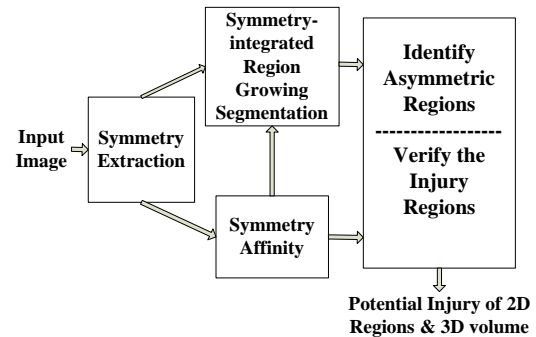 Input
Image
Symmetry
Extraction
Symmetry-
integrated
Region
Growing
Segmentation
Symmetry
Affinity
Identify
Asymmetric
Regions
Verify the
Injury
Regions
Potential Injury of 2D
Regions & 3D volume